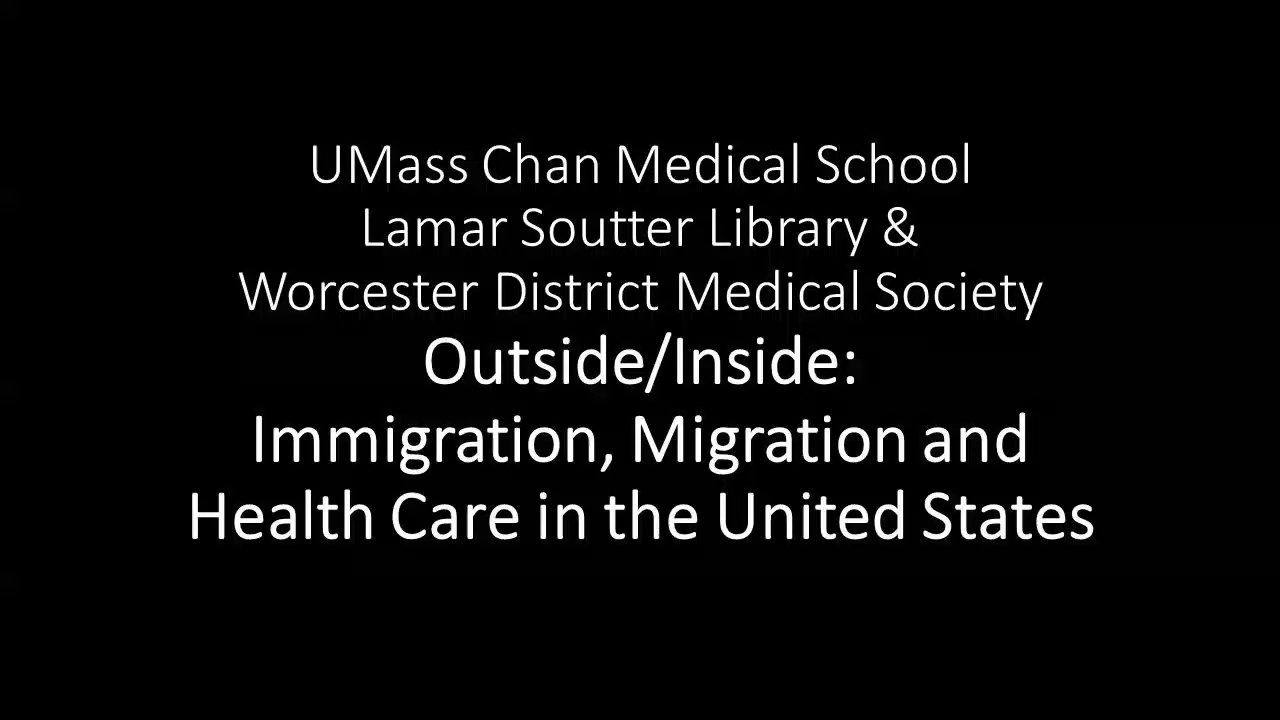 UMass Chan Medical School
Lamar Soutter Library &
Worcester District Medical Society
Outside/Inside:
Immigration, Migration and
Health Care in the United States